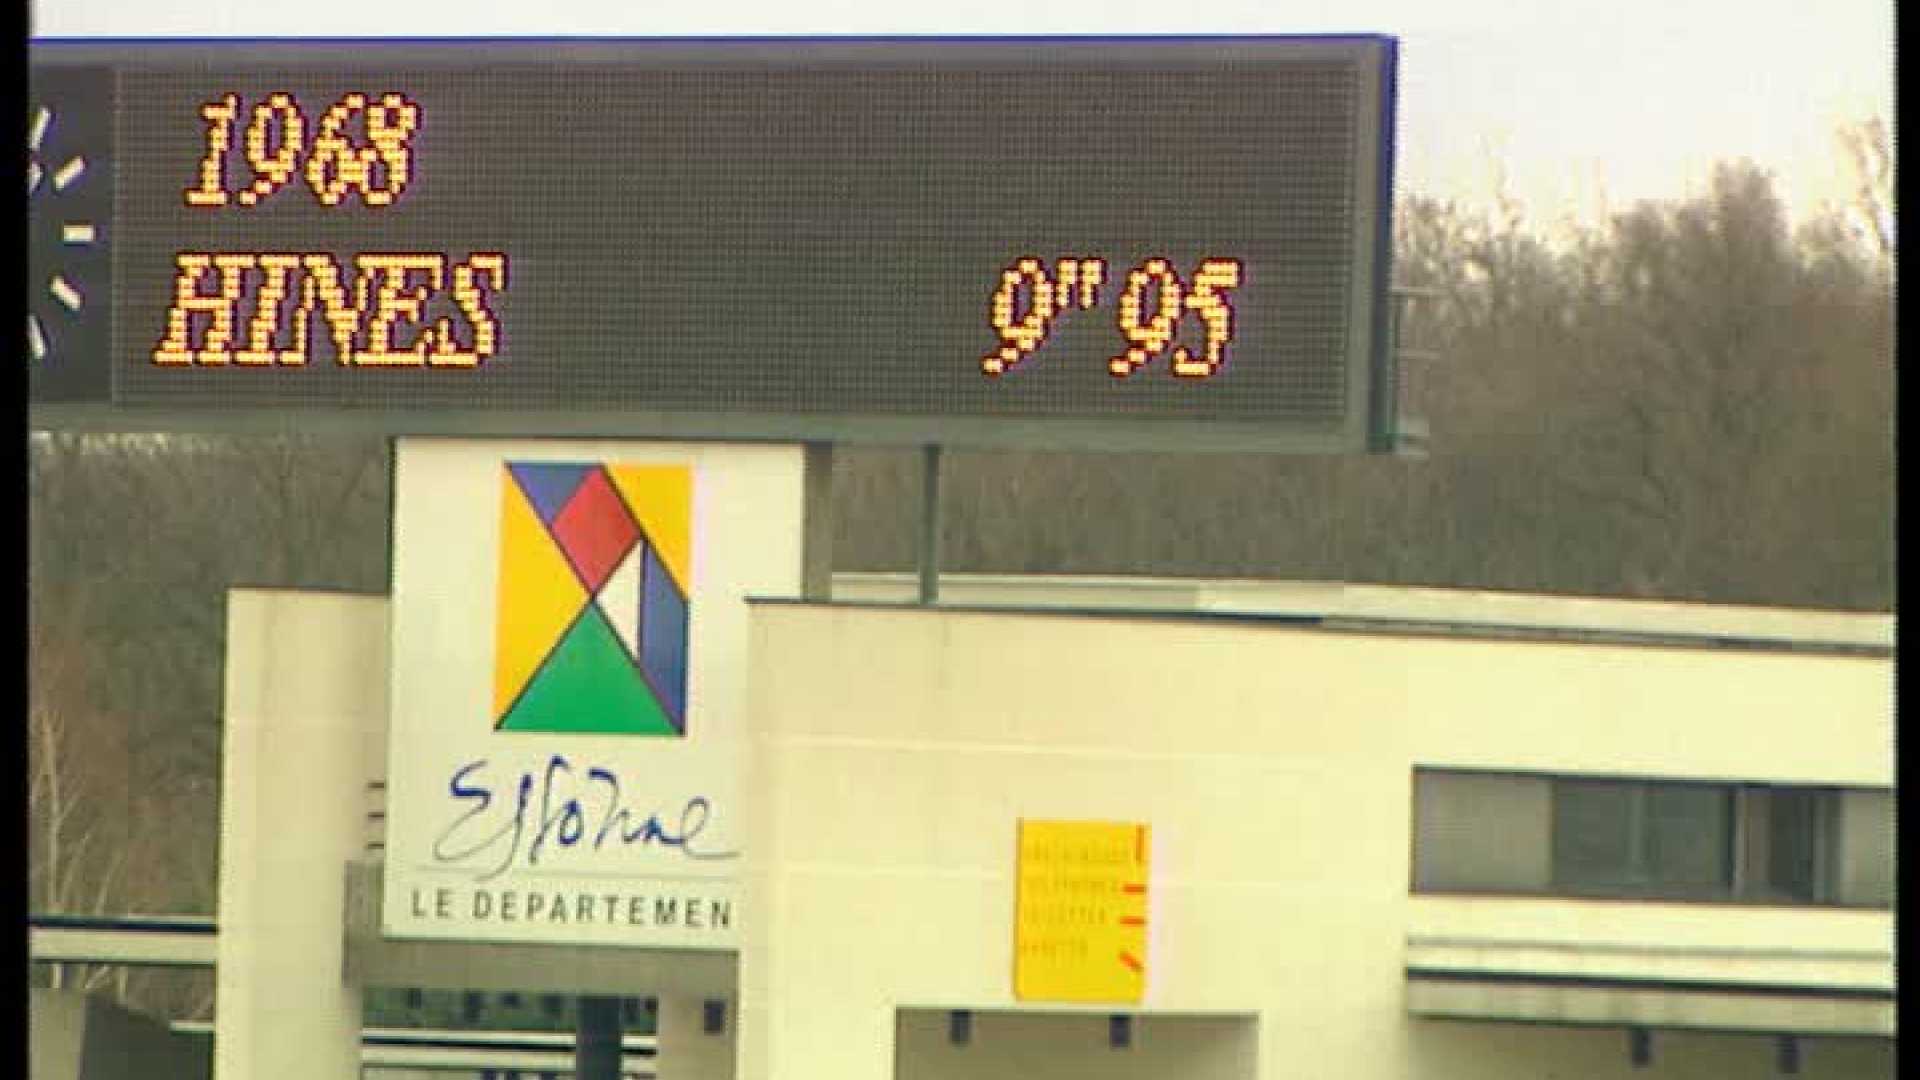 1968
HINES 9"95
Essonne
LE DEPARTEMEN